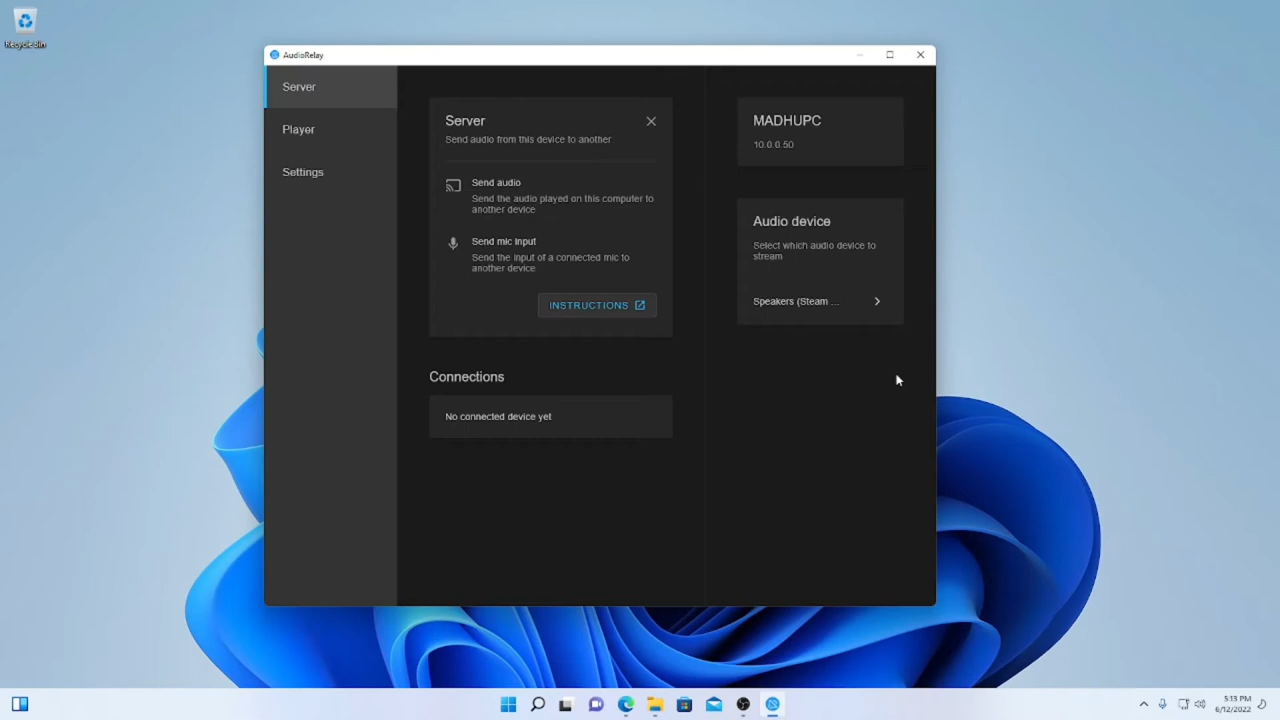 Recycle Bin
AudioRelay
Server
Player
Settings
Server
Send audio from this device to another
Send audio
Send the audio played on this computer to
another device
Send mic input
Send the input of a connected mic to
another device
INSTRUCTIONS
Connections
No connected device yet
MADHUPC
10.0.0.50
Audio device
Select which audio device to
stream
Speakers (Steam ...
5:13 PM
6/12/2022